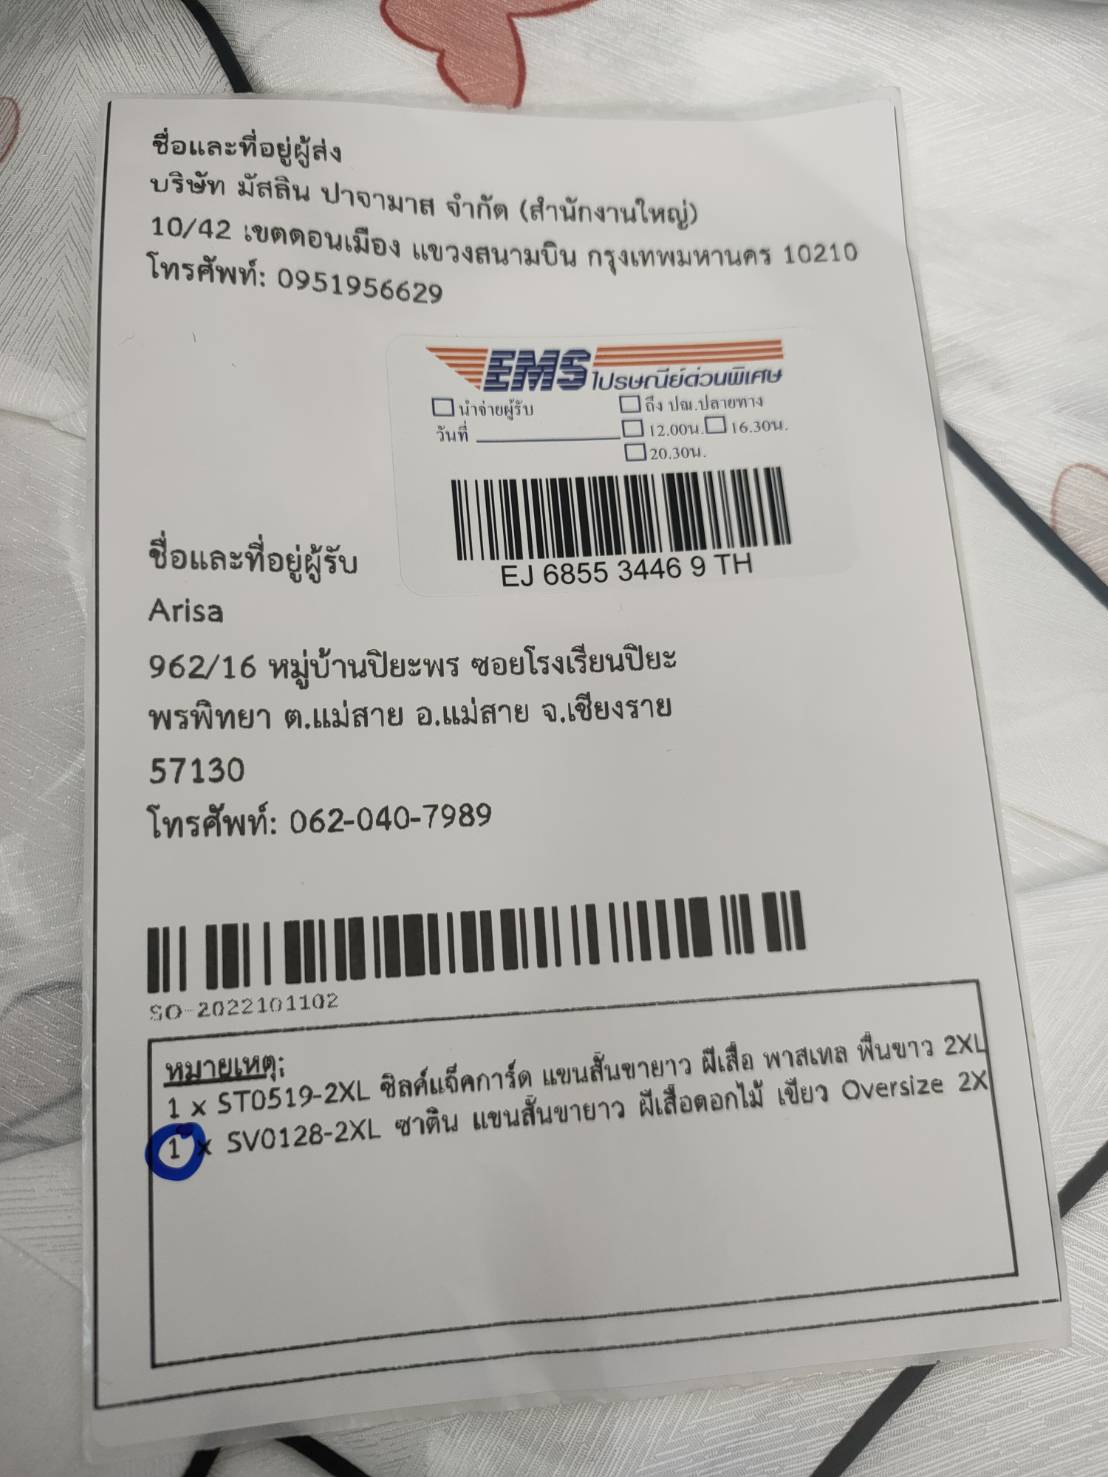 ชื่อและที่อยู่ผู้ส่ง
บริษัท มัสลิน ปาจามาส จำกัด (สำนักงานใหญ่)
10/42 เขตดอนเมือง แขวงสนามบิน กรุงเทพมหานคร 10210
โทรศัพท์: 0951956629
EMS ไปรษณีย์ด่วนพิเศษ
นำจ่ายผู้รับ ถึง ปณ.ปลายทาง
วันที่ 12.00น. 16.30น.
20.30น.
EJ 6855 3446 9 TH
ชื่อและที่อยู่ผู้รับ
Arisa
962/16 หมู่บ้านปิยะพร ซอยโรงเรียนปิยะ
พรพิทยา ต.แม่สาย อ.แม่สาย จ.เชียงราย
57130
โทรศัพท์: 062-040-7989
SO-2022101102
หมายเหตุ:
1 x ST0519-2XL ซิลค์แจ็คการ์ด แขนสั้นขายาว ผีเสื้อ พาสเทล พื้นขาว 2XL
1 x SV0128-2XL ซาติน แขนสั้นขายาว ผีเสื้อดอกไม้ เขียว Oversize 2X